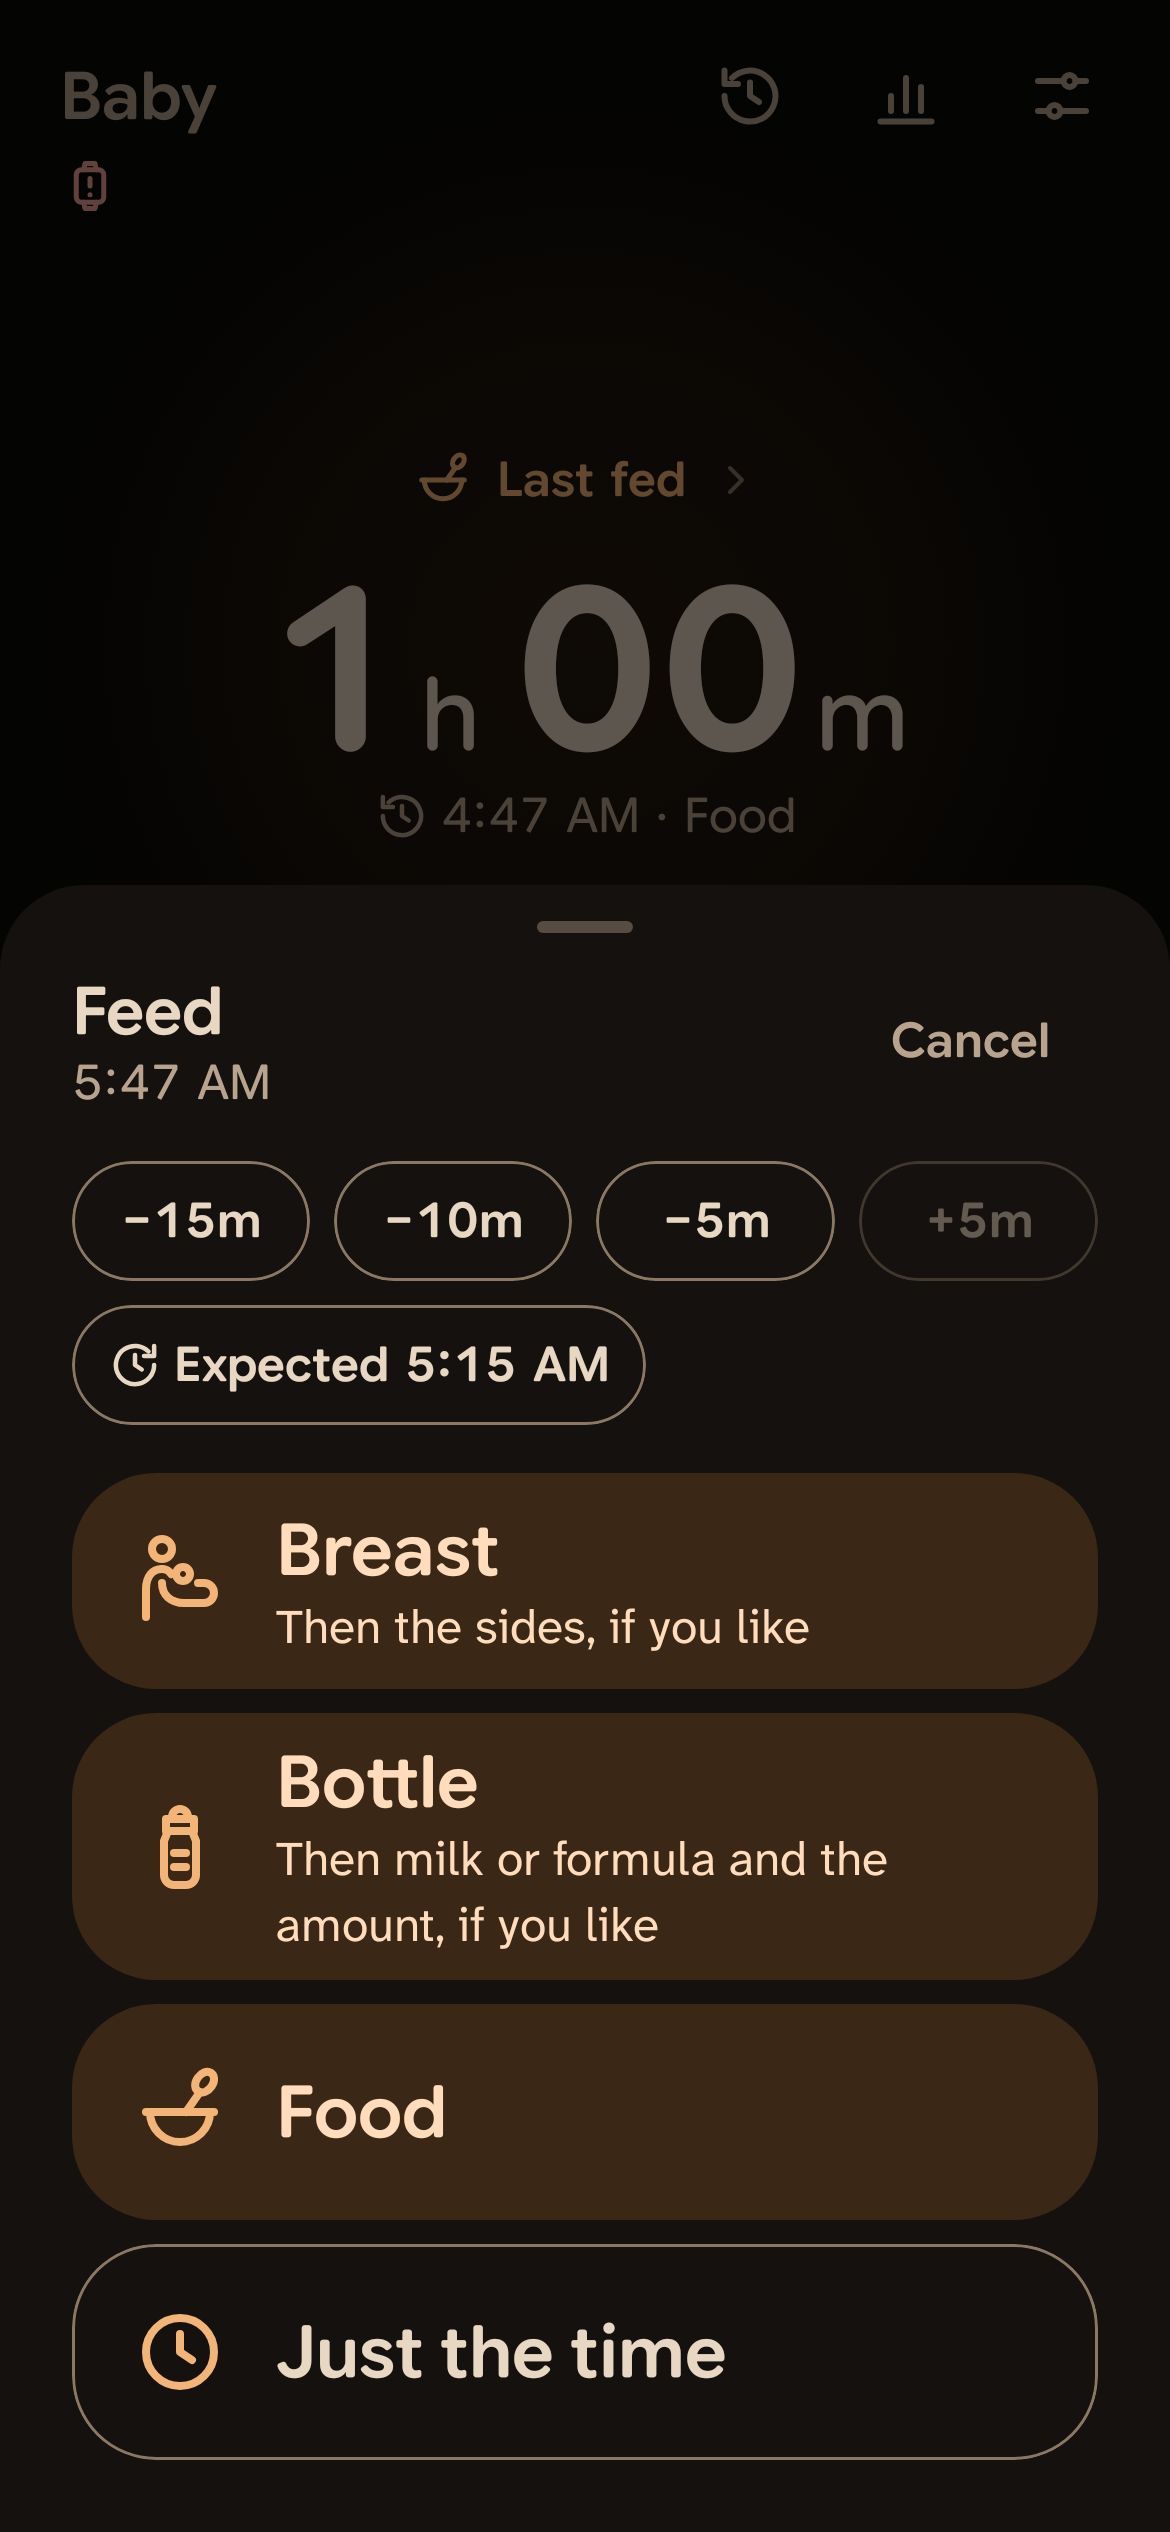 Baby
Last fed
1 h 00 m
4:47 AM · Food
Feed
5:47 AM
Cancel
−15m
−10m
−5m
+5m
Expected 5:15 AM
Breast
Then the sides, if you like
Bottle
Then milk or formula and the
amount, if you like
Food
Just the time